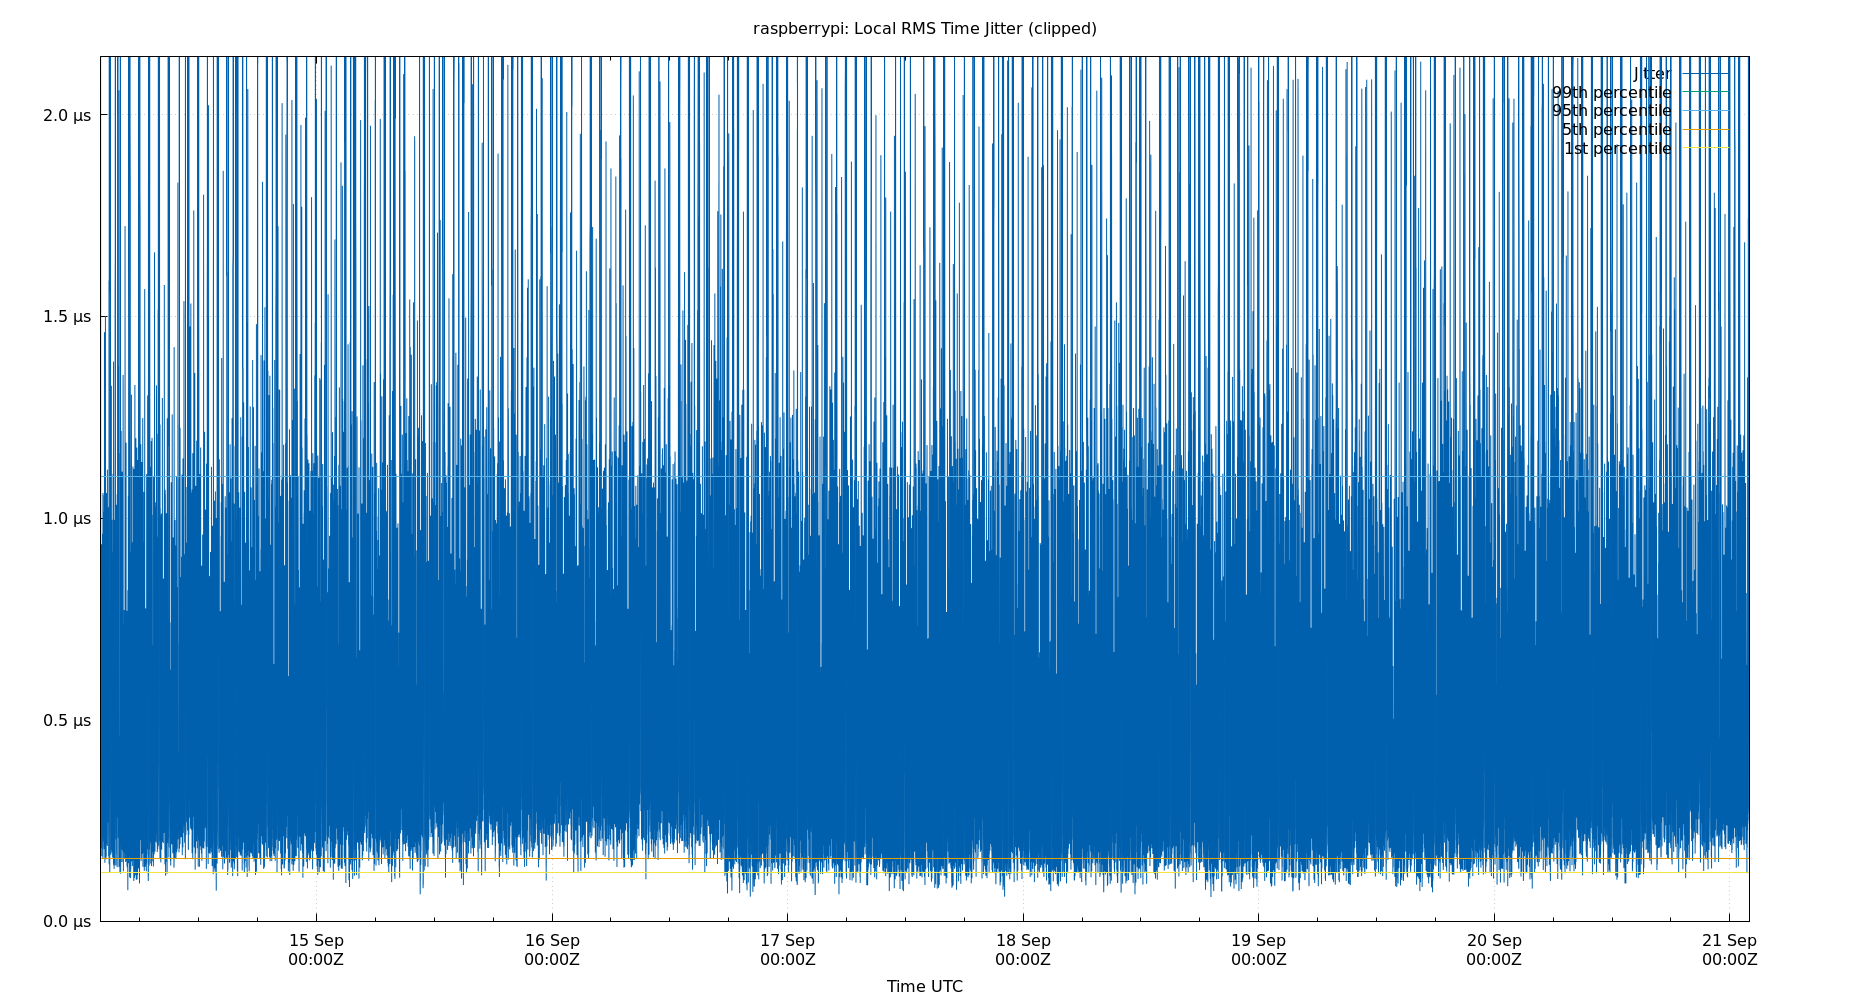 raspberrypi: Local RMS Time Jitter (clipped)
Jitter
99th percentile
95th percentile
5th percentile
1st percentile
2.0 µs
1.5 µs
1.0 µs
0.5 µs
0.0 µs
15 Sep 16 Sep 17 Sep 18 Sep 19 Sep 20 Sep 21 Sep
00:00Z 00:00Z 00:00Z 00:00Z 00:00Z 00:00Z 00:00Z
Time UTC